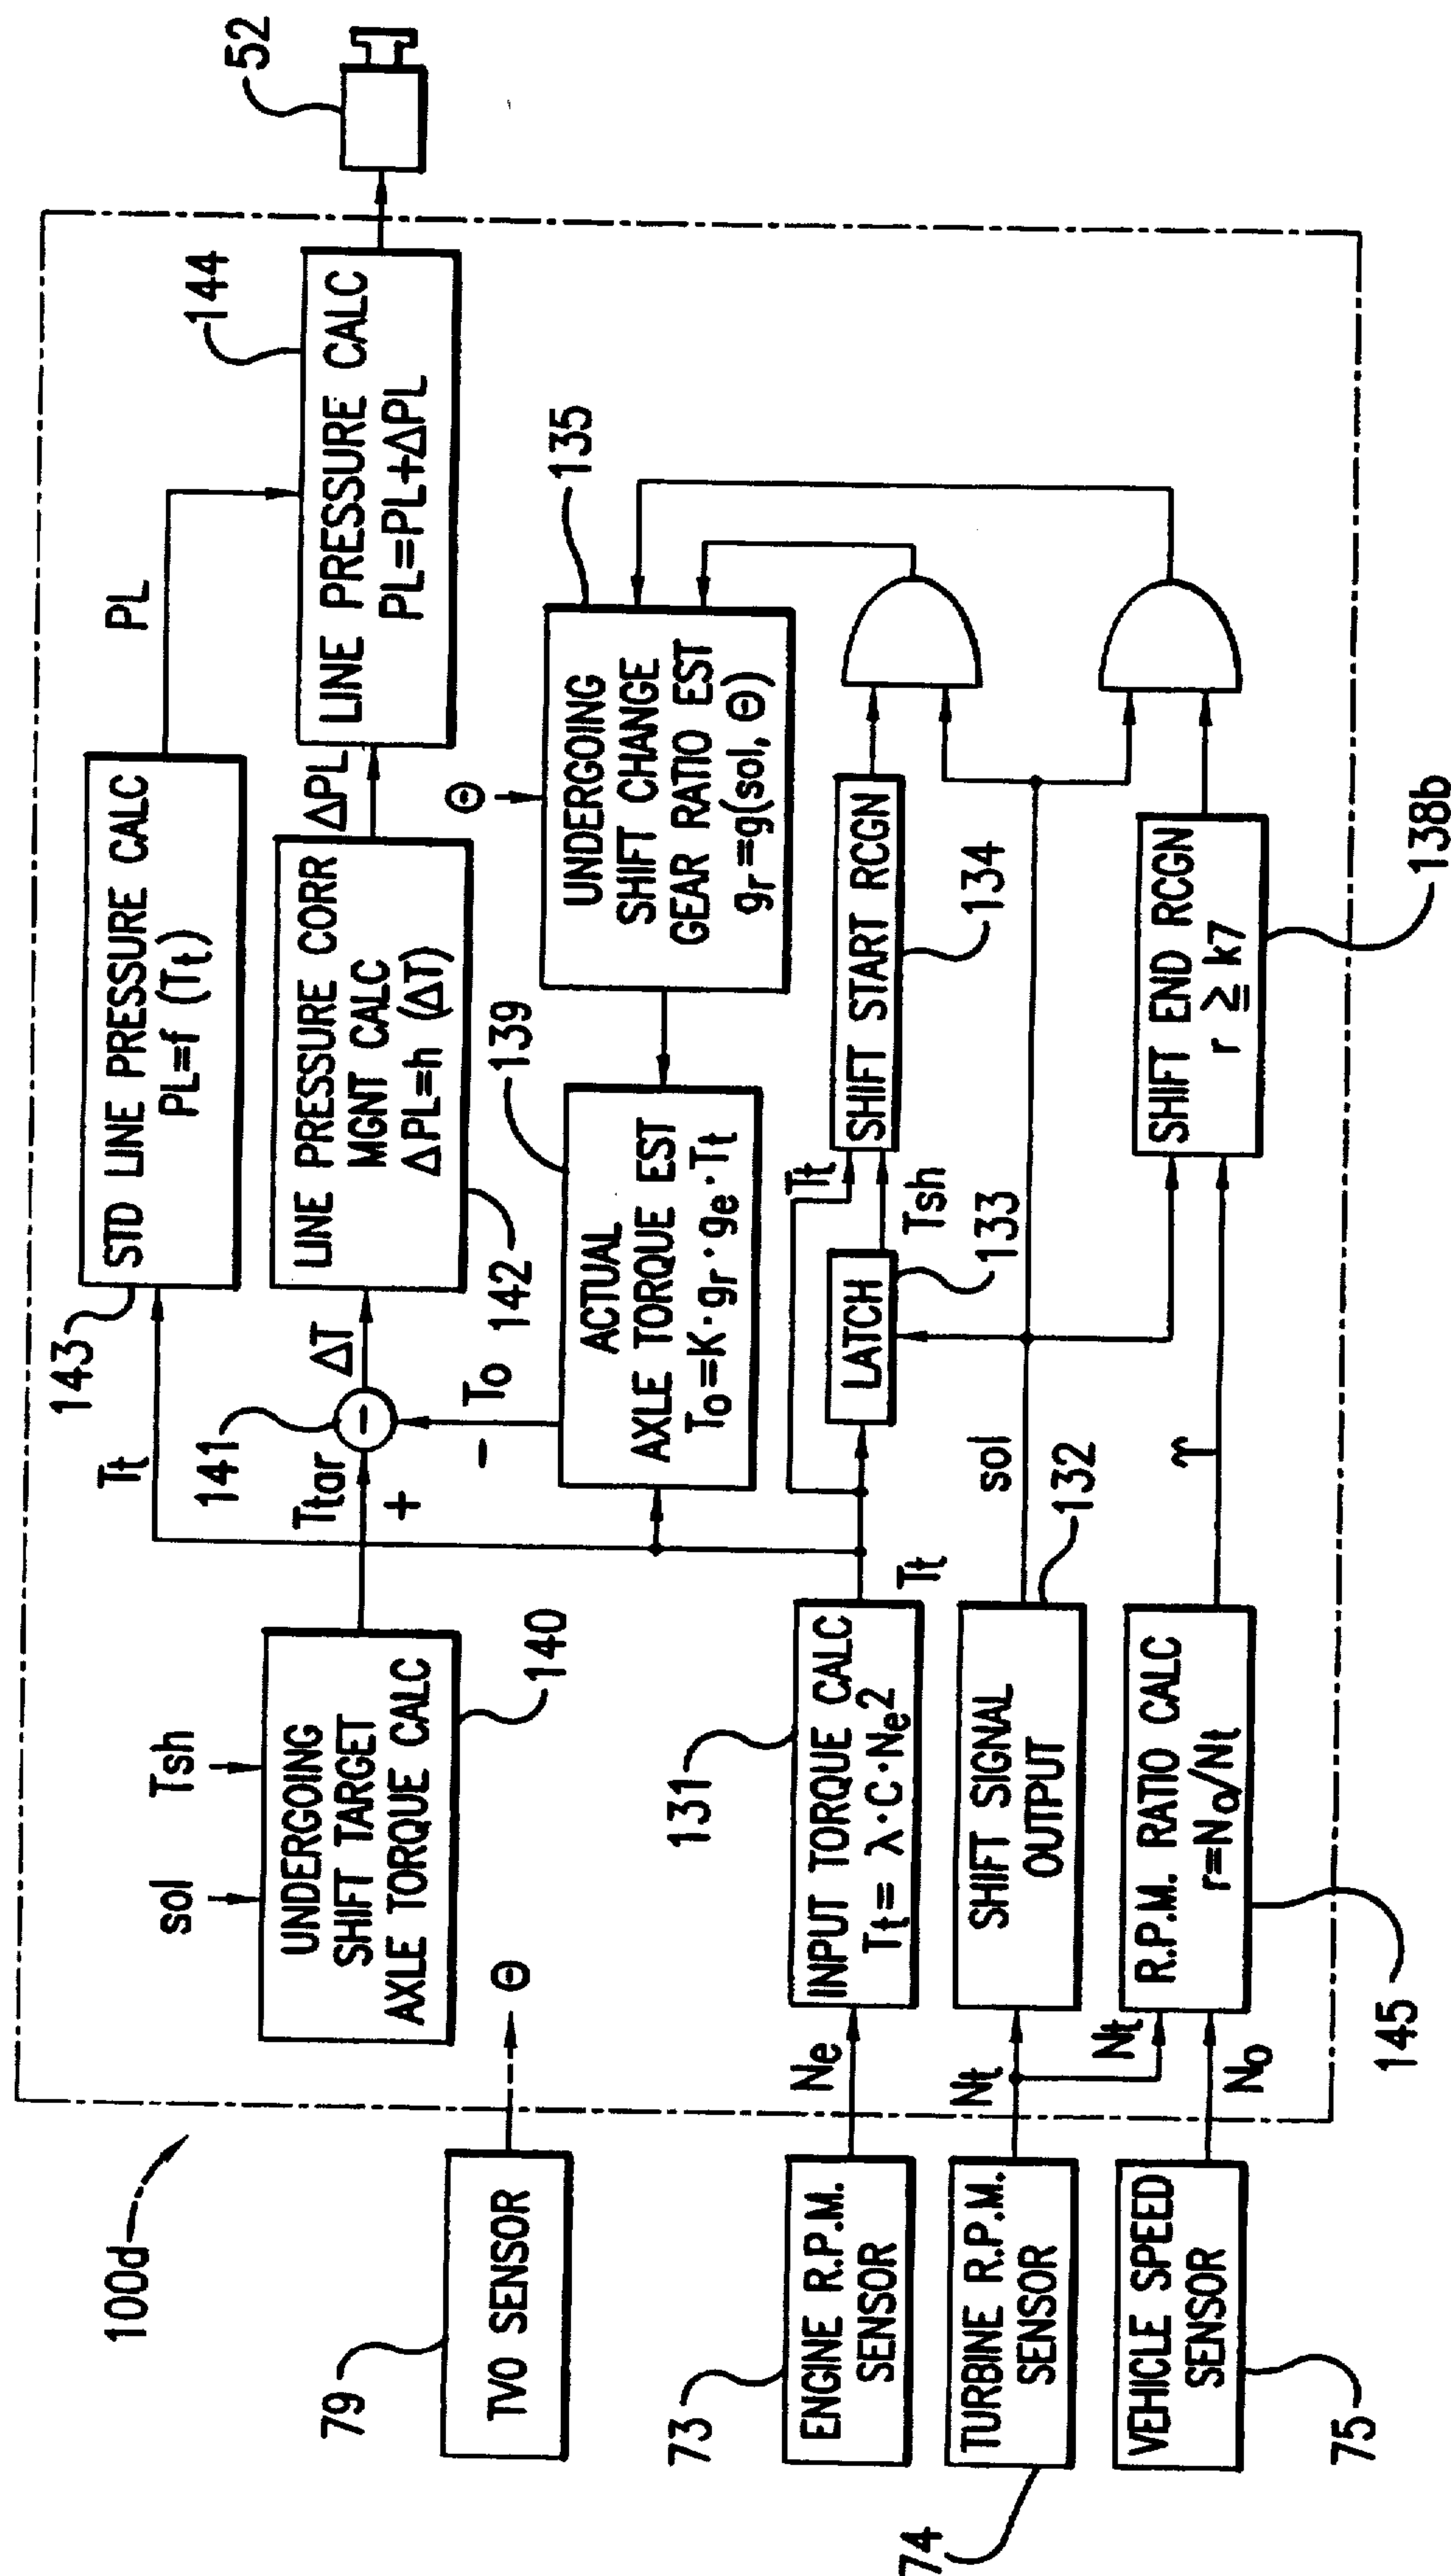 100d
79
TVO SENSOR
Θ
73
ENGINE R.P.M.
SENSOR
Ne
74
TURBINE R.P.M.
SENSOR
Nt
Nt
75
VEHICLE SPEED
SENSOR
No
sol
Tsh
UNDERGOING
SHIFT TARGET
AXLE TORQUE CALC
140
131
INPUT TORQUE CALC
Tt = λ·C·Ne2
Tt
SHIFT SIGNAL
OUTPUT
132
sol
R.P.M. RATIO CALC
r=No/Nt
145
r
Ttar
+
141
−
ΔT
−
To
Tt
143
STD LINE PRESSURE CALC
PL=f (Tt)
PL
LINE PRESSURE CORR
MGNT CALC
ΔPL=h (ΔT)
142
ΔPL
144
LINE PRESSURE CALC
PL=PL+ΔPL
52
139
ACTUAL
AXLE TORQUE EST
To=K·gr·ge·Tt
Θ
135
UNDERGOING
SHIFT CHANGE
GEAR RATIO EST
gr=g(sol, Θ)
LATCH
133
Tt
Tsh
SHIFT START RCGN
134
SHIFT END RCGN
r ≧ k7
138b